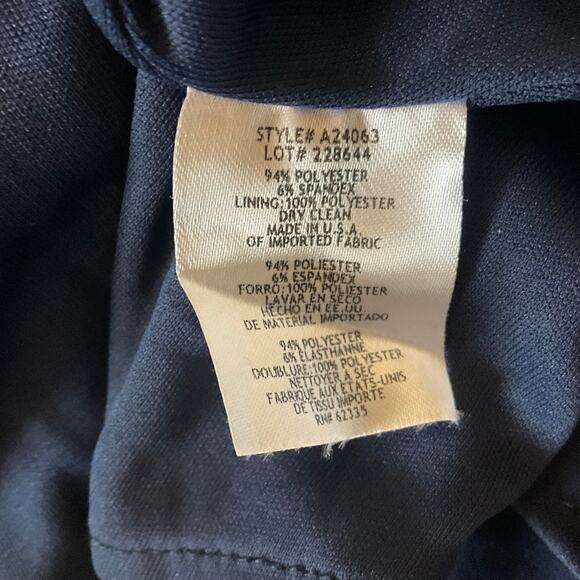 STYLE# A24063
LOT# 228644
94% POLYESTER
6% SPANDEX
LINING:100% POLYESTER
DRY CLEAN
MADE IN U.S.A.
OF IMPORTED FABRIC
94% POLIESTER
6% ESPANDEX
FORRO:100% POLIESTER
LAVAR EN SECO
HECHO EN EE.UU.
DE MATERIAL IMPORTADO
94% POLYESTER
6% ELASTHANNE
DOUBLURE:100% POLYESTER
NETTOYER A SEC
FABRIQUE AUX ETATS-UNIS
DE TISSU IMPORTE
RN# 62335